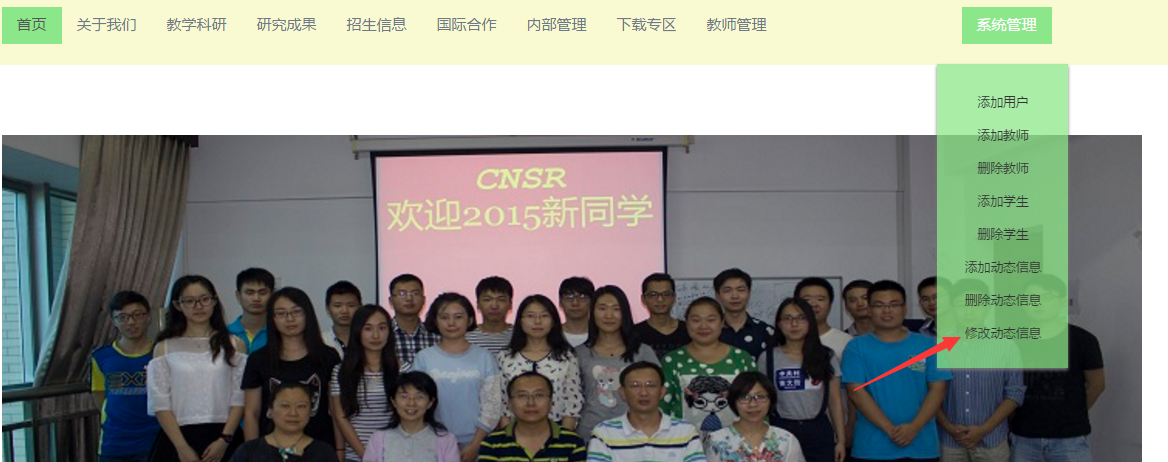 首页 关于我们 教学科研 研究成果 招生信息 国际合作 内部管理 下载专区 教师管理 系统管理
添加用户
添加教师
删除教师
添加学生
删除学生
添加动态信息
删除动态信息
修改动态信息
CNSR
欢迎2015新同学